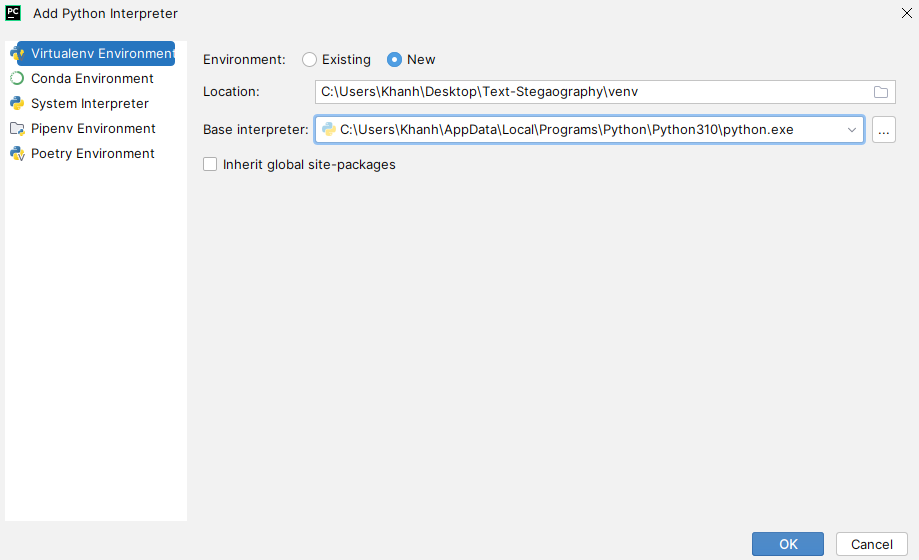 PC Add Python Interpreter
Virtualenv Environment
Conda Environment
System Interpreter
Pipenv Environment
Poetry Environment
Environment: Existing New
Location: C:\Users\Khanh\Desktop\Text-Stegaography\venv
Base interpreter: C:\Users\Khanh\AppData\Local\Programs\Python\Python310\python.exe ...
Inherit global site-packages
OK Cancel